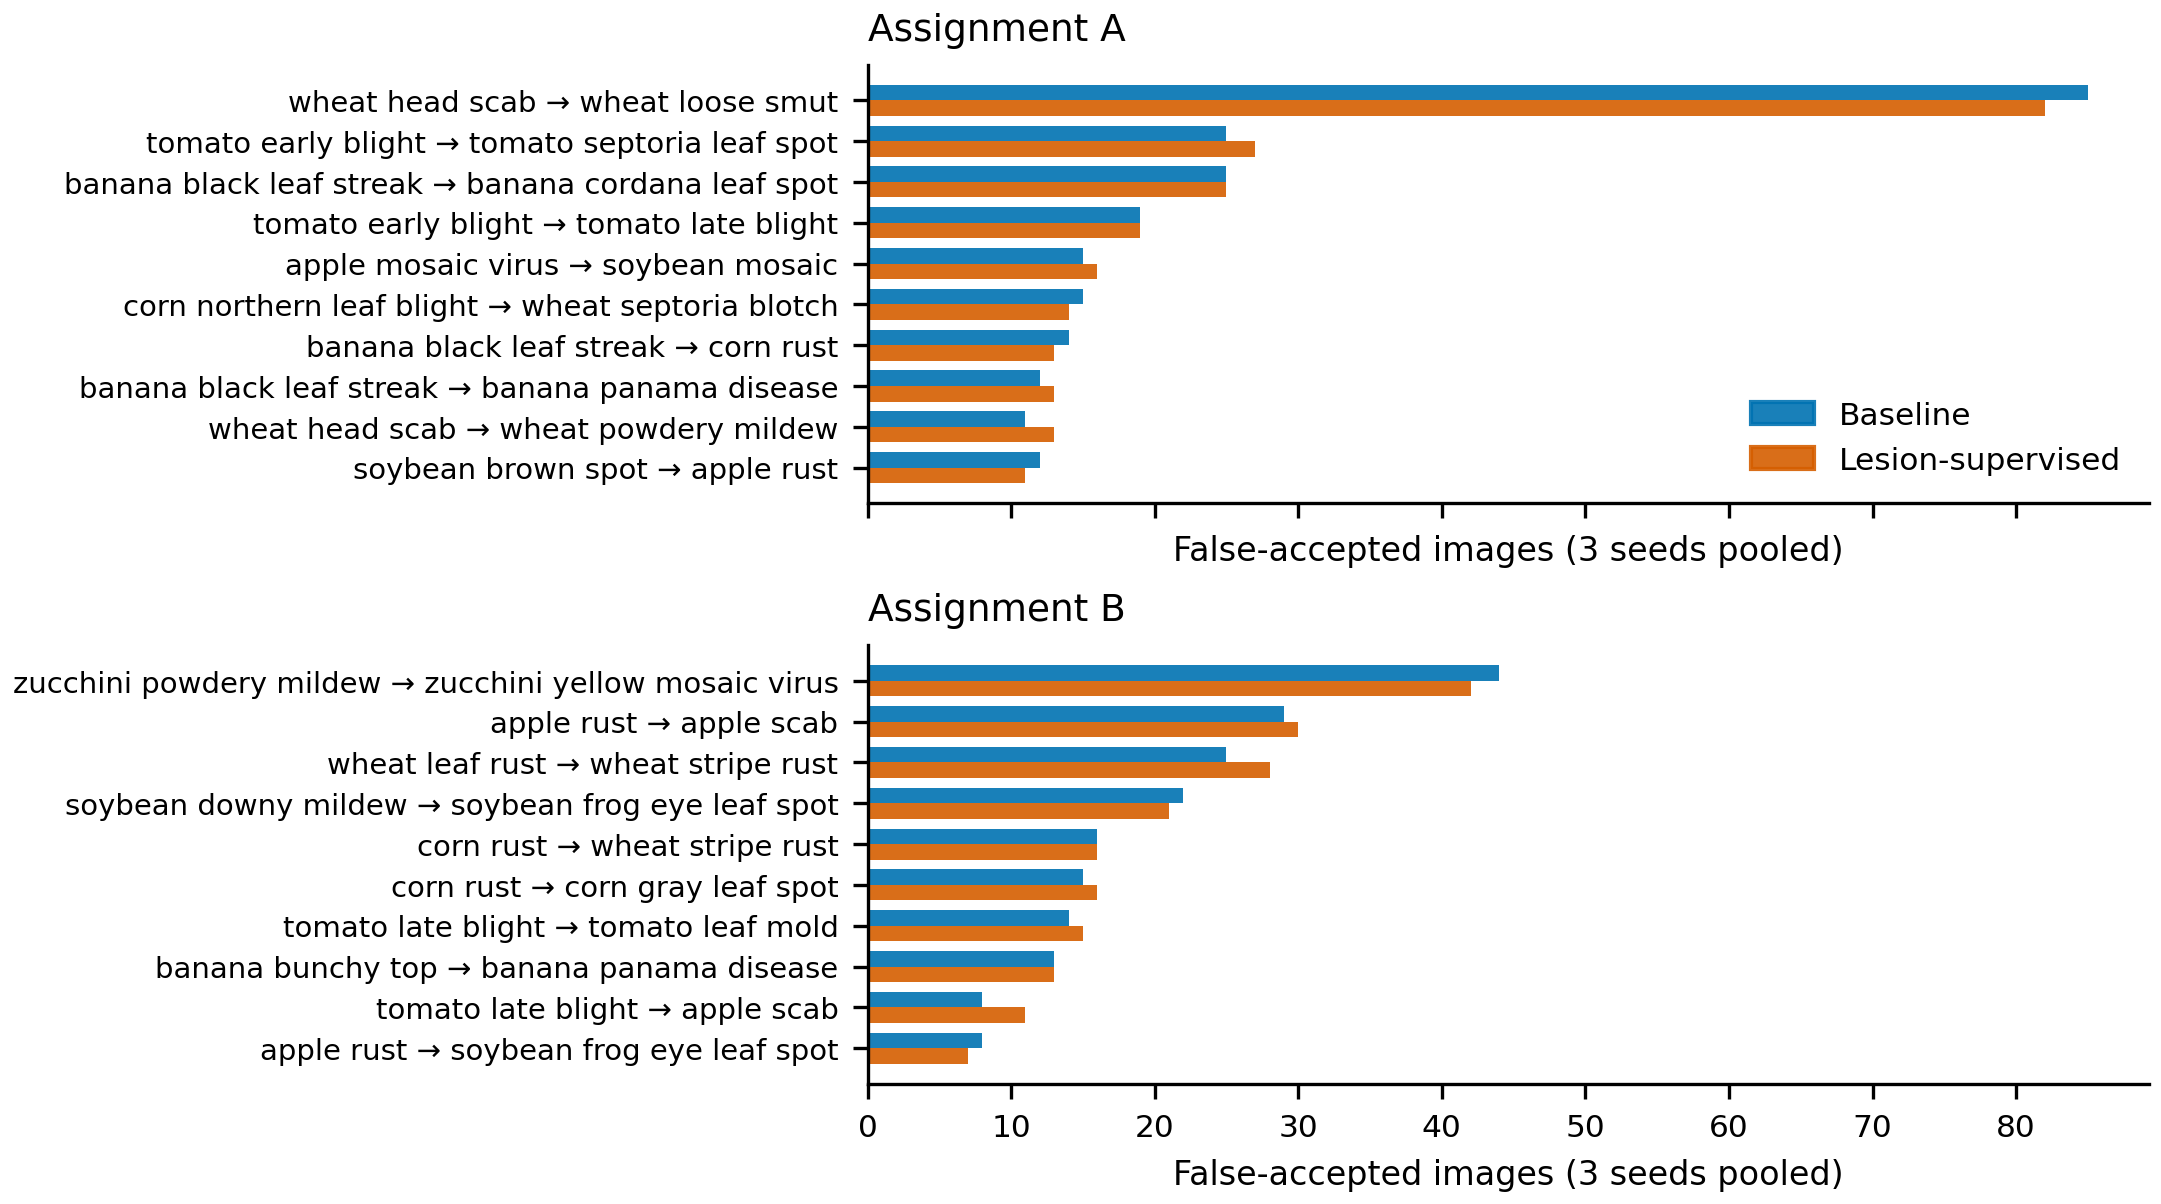 Assignment A
wheat head scab → wheat loose smut
tomato early blight → tomato septoria leaf spot
banana black leaf streak → banana cordana leaf spot
tomato early blight → tomato late blight
apple mosaic virus → soybean mosaic
corn northern leaf blight → wheat septoria blotch
banana black leaf streak → corn rust
banana black leaf streak → banana panama disease
wheat head scab → wheat powdery mildew
soybean brown spot → apple rust
Baseline
Lesion-supervised
False-accepted images (3 seeds pooled)
Assignment B
zucchini powdery mildew → zucchini yellow mosaic virus
apple rust → apple scab
wheat leaf rust → wheat stripe rust
soybean downy mildew → soybean frog eye leaf spot
corn rust → wheat stripe rust
corn rust → corn gray leaf spot
tomato late blight → tomato leaf mold
banana bunchy top → banana panama disease
tomato late blight → apple scab
apple rust → soybean frog eye leaf spot
0 10 20 30 40 50 60 70 80
False-accepted images (3 seeds pooled)